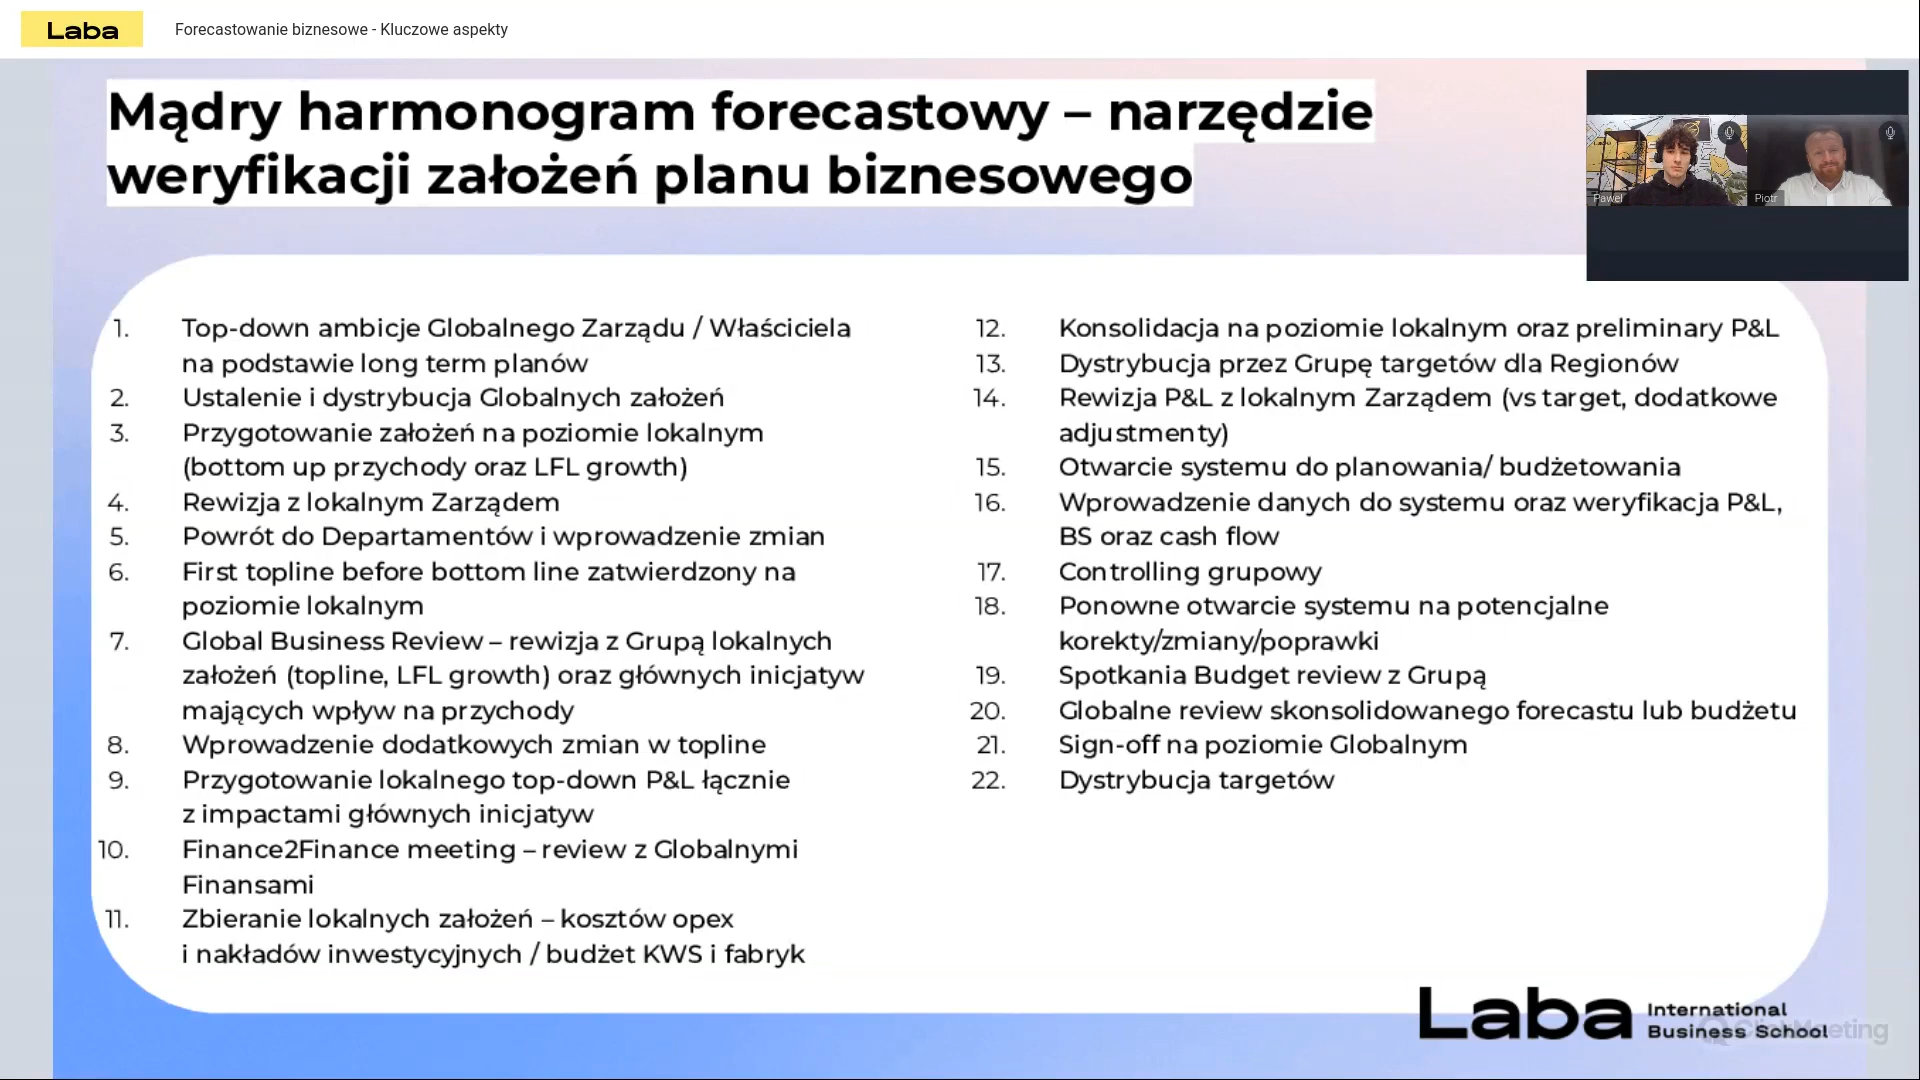 Laba
Forecastowanie biznesowe - Kluczowe aspekty
Mądry harmonogram forecastowy – narzędzie
weryfikacji założeń planu biznesowego
Paweł
Piotr
1. Top-down ambicje Globalnego Zarządu / Właściciela
na podstawie long term planów
2. Ustalenie i dystrybucja Globalnych założeń
3. Przygotowanie założeń na poziomie lokalnym
(bottom up przychody oraz LFL growth)
4. Rewizja z lokalnym Zarządem
5. Powrót do Departamentów i wprowadzenie zmian
6. First topline before bottom line zatwierdzony na
poziomie lokalnym
7. Global Business Review – rewizja z Grupą lokalnych
założeń (topline, LFL growth) oraz głównych inicjatyw
mających wpływ na przychody
8. Wprowadzenie dodatkowych zmian w topline
9. Przygotowanie lokalnego top-down P&L łącznie
z impactami głównych inicjatyw
10. Finance2Finance meeting – review z Globalnymi
Finansami
11. Zbieranie lokalnych założeń – kosztów opex
i nakładów inwestycyjnych / budżet KWS i fabryk
12. Konsolidacja na poziomie lokalnym oraz preliminary P&L
13. Dystrybucja przez Grupę targetów dla Regionów
14. Rewizja P&L z lokalnym Zarządem (vs target, dodatkowe
adjustmenty)
15. Otwarcie systemu do planowania/ budżetowania
16. Wprowadzenie danych do systemu oraz weryfikacja P&L,
BS oraz cash flow
17. Controlling grupowy
18. Ponowne otwarcie systemu na potencjalne
korekty/zmiany/poprawki
19. Spotkania Budget review z Grupą
20. Globalne review skonsolidowanego forecastu lub budżetu
21. Sign-off na poziomie Globalnym
22. Dystrybucja targetów
Laba
International
Business School
ClickMeeting